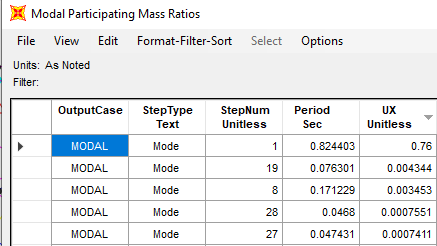 Modal Participating Mass Ratios
File View Edit Format-Filter-Sort Select Options
Units: As Noted
Filter:
OutputCase StepType Text StepNum Unitless Period Sec UX Unitless
MODAL Mode 1 0.824403 0.76
MODAL Mode 19 0.076301 0.004344
MODAL Mode 8 0.171229 0.003453
MODAL Mode 28 0.0468 0.0007551
MODAL Mode 27 0.047431 0.0007411